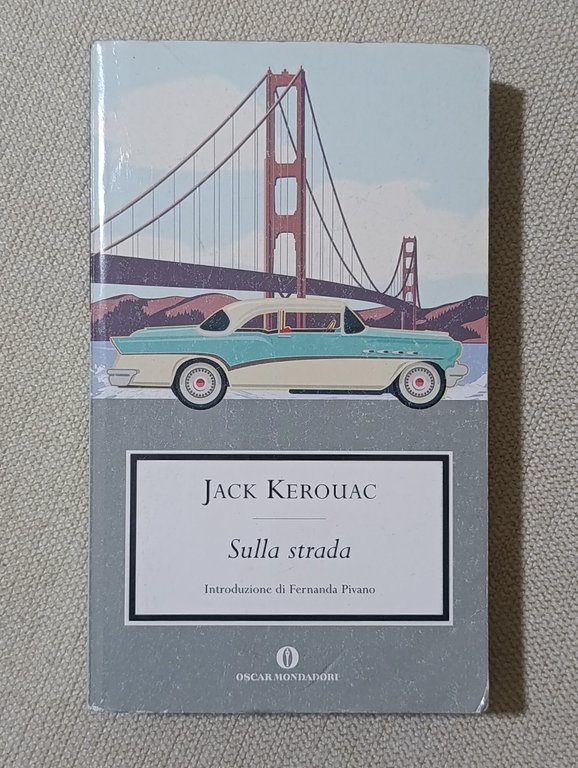 JACK KEROUAC
Sulla strada
Introduzione di Fernanda Pivano
OSCAR MONDADORI